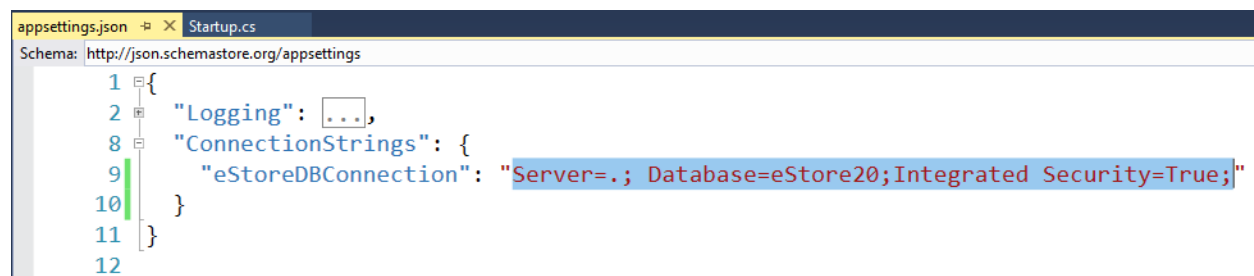 appsettings.json Startup.cs
Schema: http://json.schemastore.org/appsettings
1 {
2 "Logging": ...,
8 "ConnectionStrings": {
9 "eStoreDBConnection": "Server=.; Database=eStore20;Integrated Security=True;"
10 }
11 }
12